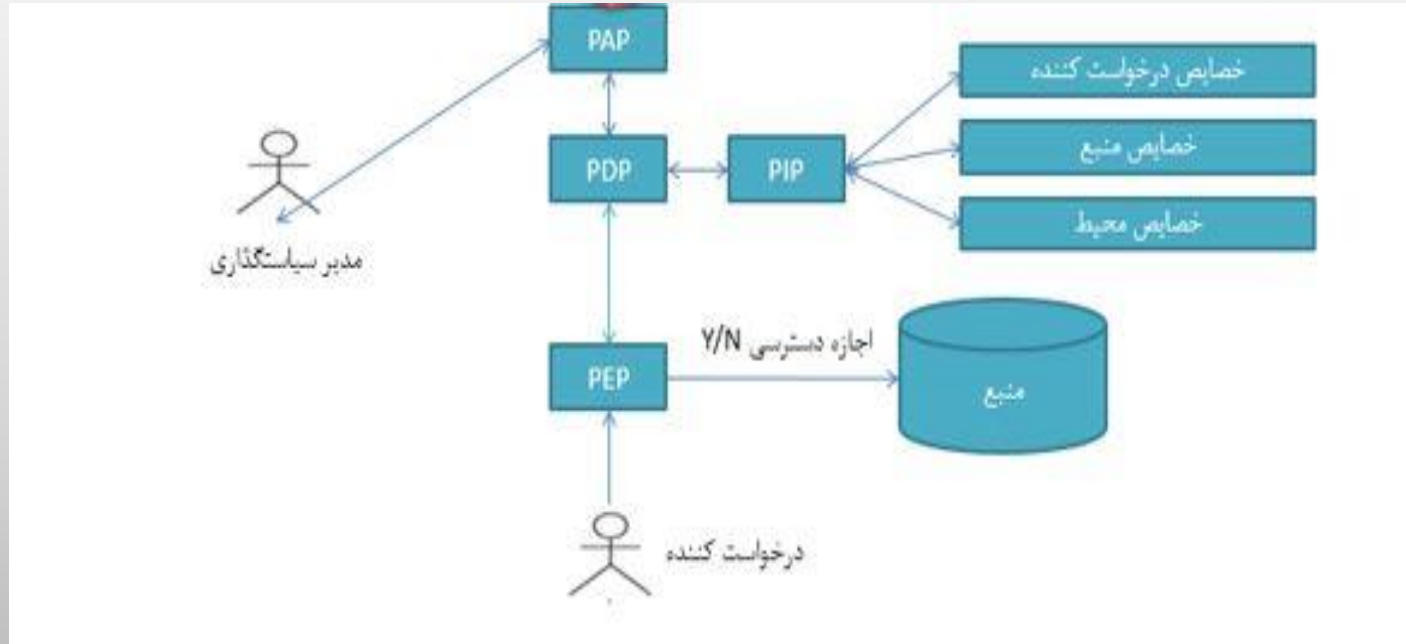 PAP
خصایص درخواست کننده
PDP
PIP
خصایص منبع
خصایص محیط
مدیر سیاستگذاری
اجازه دسترسی Y/N
PEP
منبع
درخواست کننده